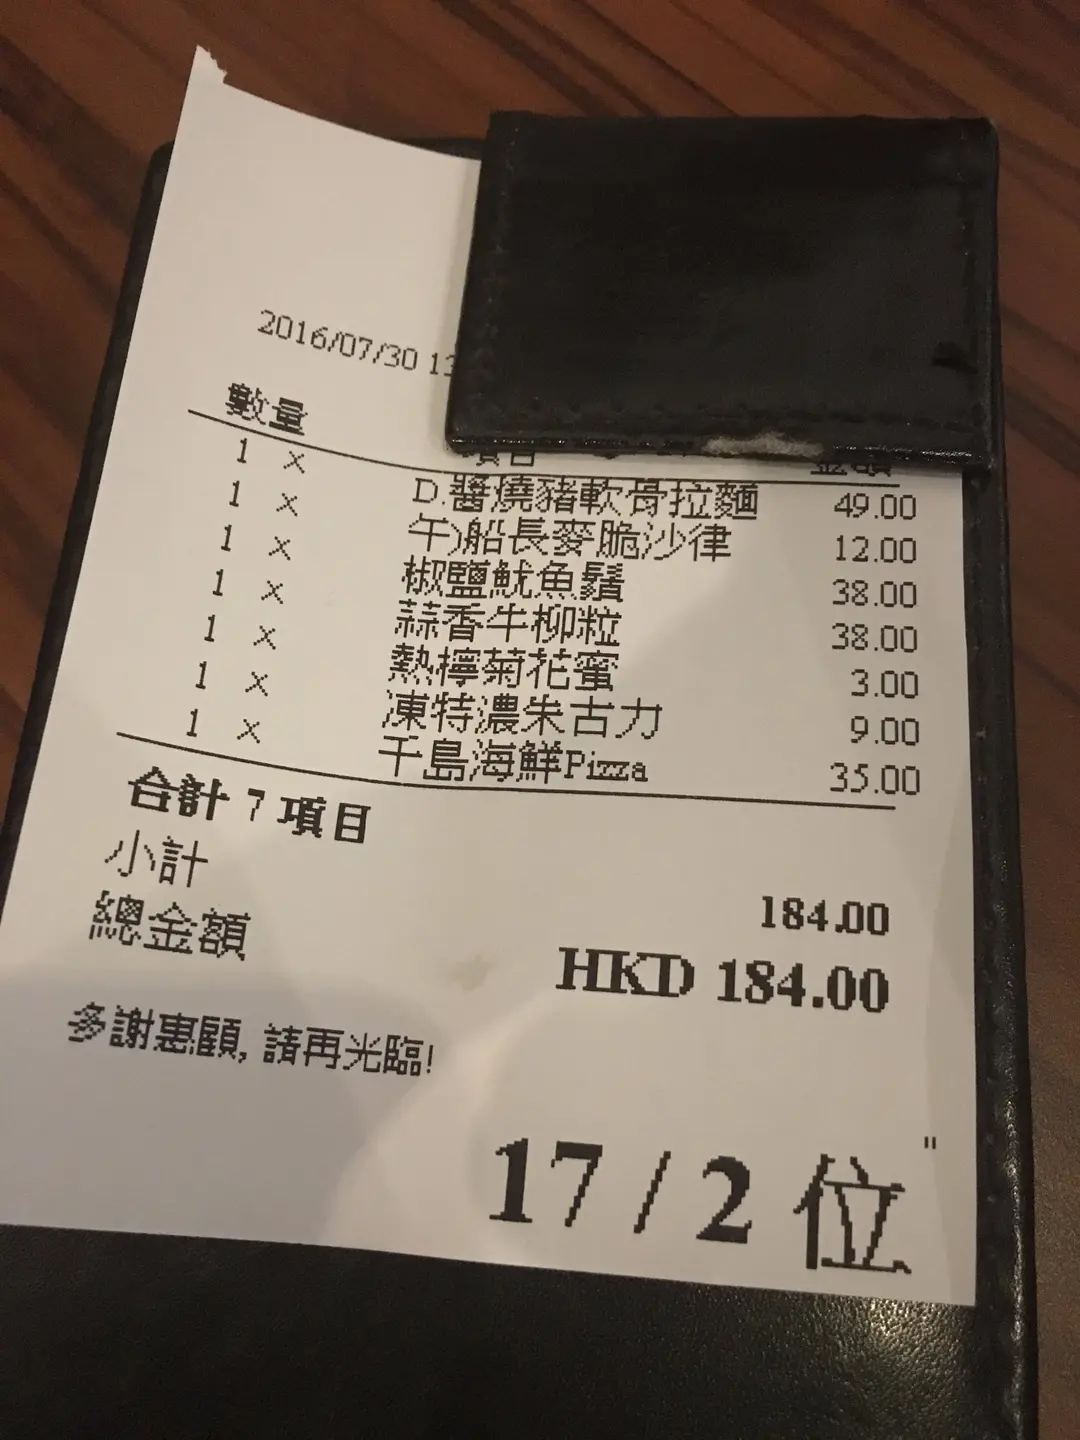 2016/07/30 13
數量 項目 金額
1 x D.醬燒豬軟骨拉麵 49.00
1 x 午)船長麥脆沙律 12.00
1 x 椒鹽魷魚鬚 38.00
1 x 蒜香牛柳粒 38.00
1 x 熱檸菊花蜜 3.00
1 x 凍特濃朱古力 9.00
1 x 千島海鮮Pizza 35.00
合計 7 項目
小計 184.00
總金額 HKD 184.00
多謝惠顧, 請再光臨!
"
17 / 2 位